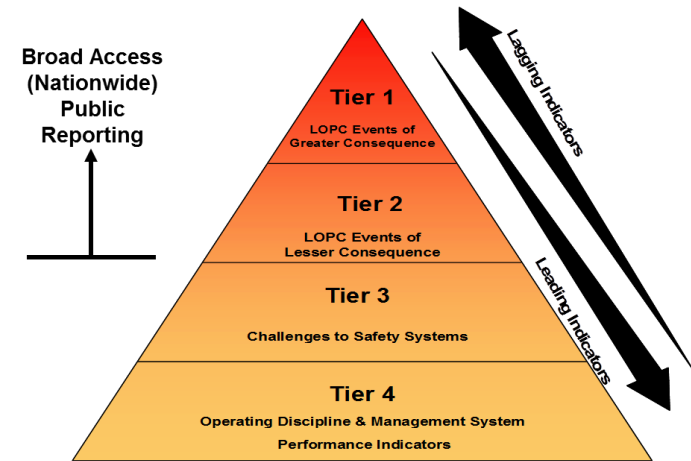 Broad Access
(Nationwide)
Public
Reporting
Tier 1
LOPC Events of
Greater Consequence
Tier 2
LOPC Events of
Lesser Consequence
Tier 3
Challenges to Safety Systems
Tier 4
Operating Discipline & Management System
Performance Indicators
Lagging Indicators
Leading Indicators